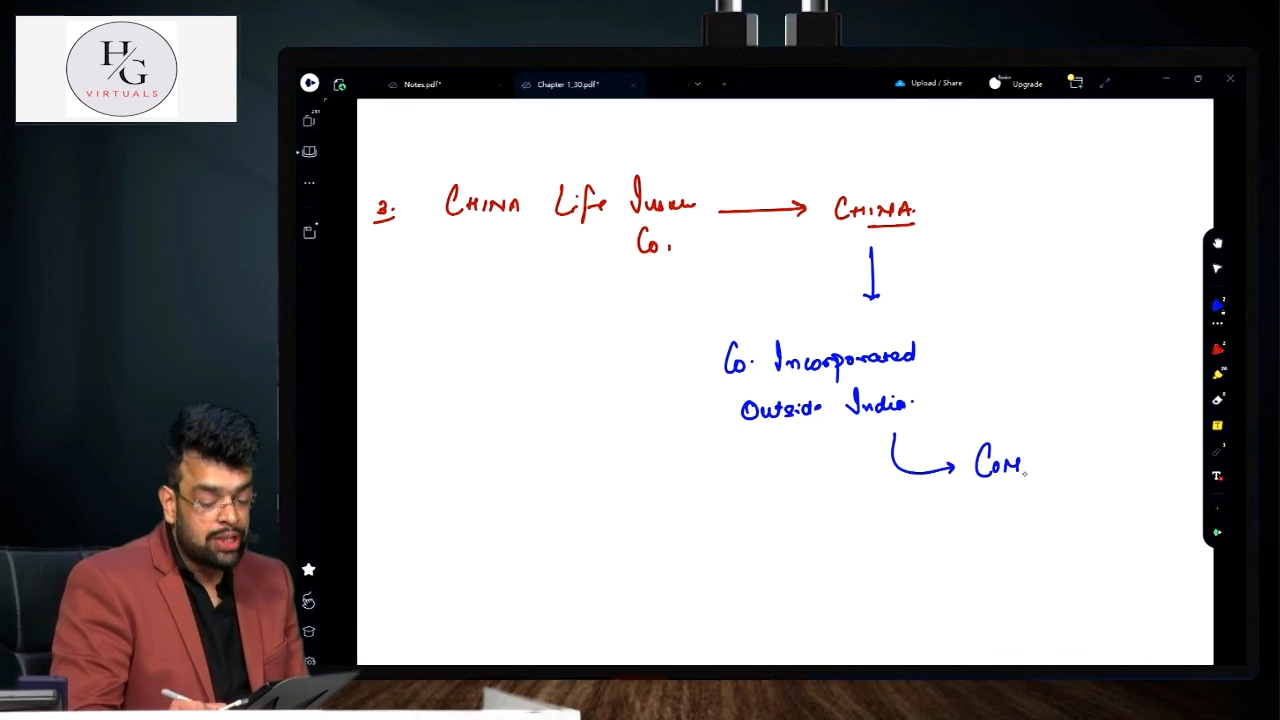 H/G
VIRTUALS
Notes.pdf*
Chapter 1_30.pdf*
Upload / Share
Upgrade
3. CHINA Life → CHINA.
Co.
Co. Incorporated
Outside India.
Com